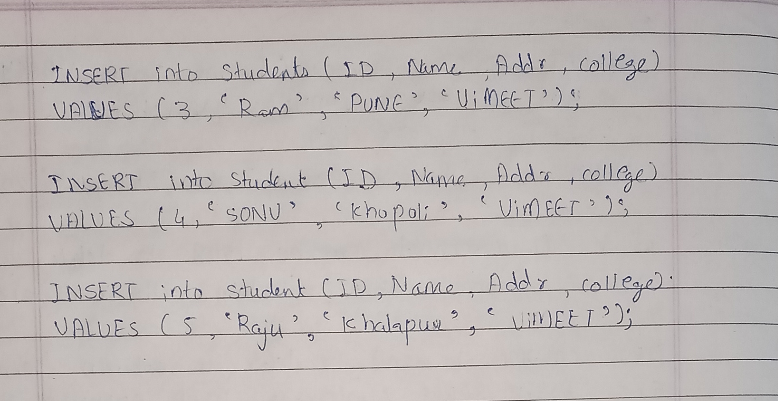 INSERT into Students (ID, Name, Addr, college)
VALUES (3, 'Ram', 'PUNE', 'ViMEET');
INSERT into Student (ID, Name, Addr, college)
VALUES (4, 'SONU', 'Khopoli', 'ViMEET');
INSERT into student (ID, Name, Addr, college).
VALUES (5, 'Raju', 'Khalapur', 'ViMEET');